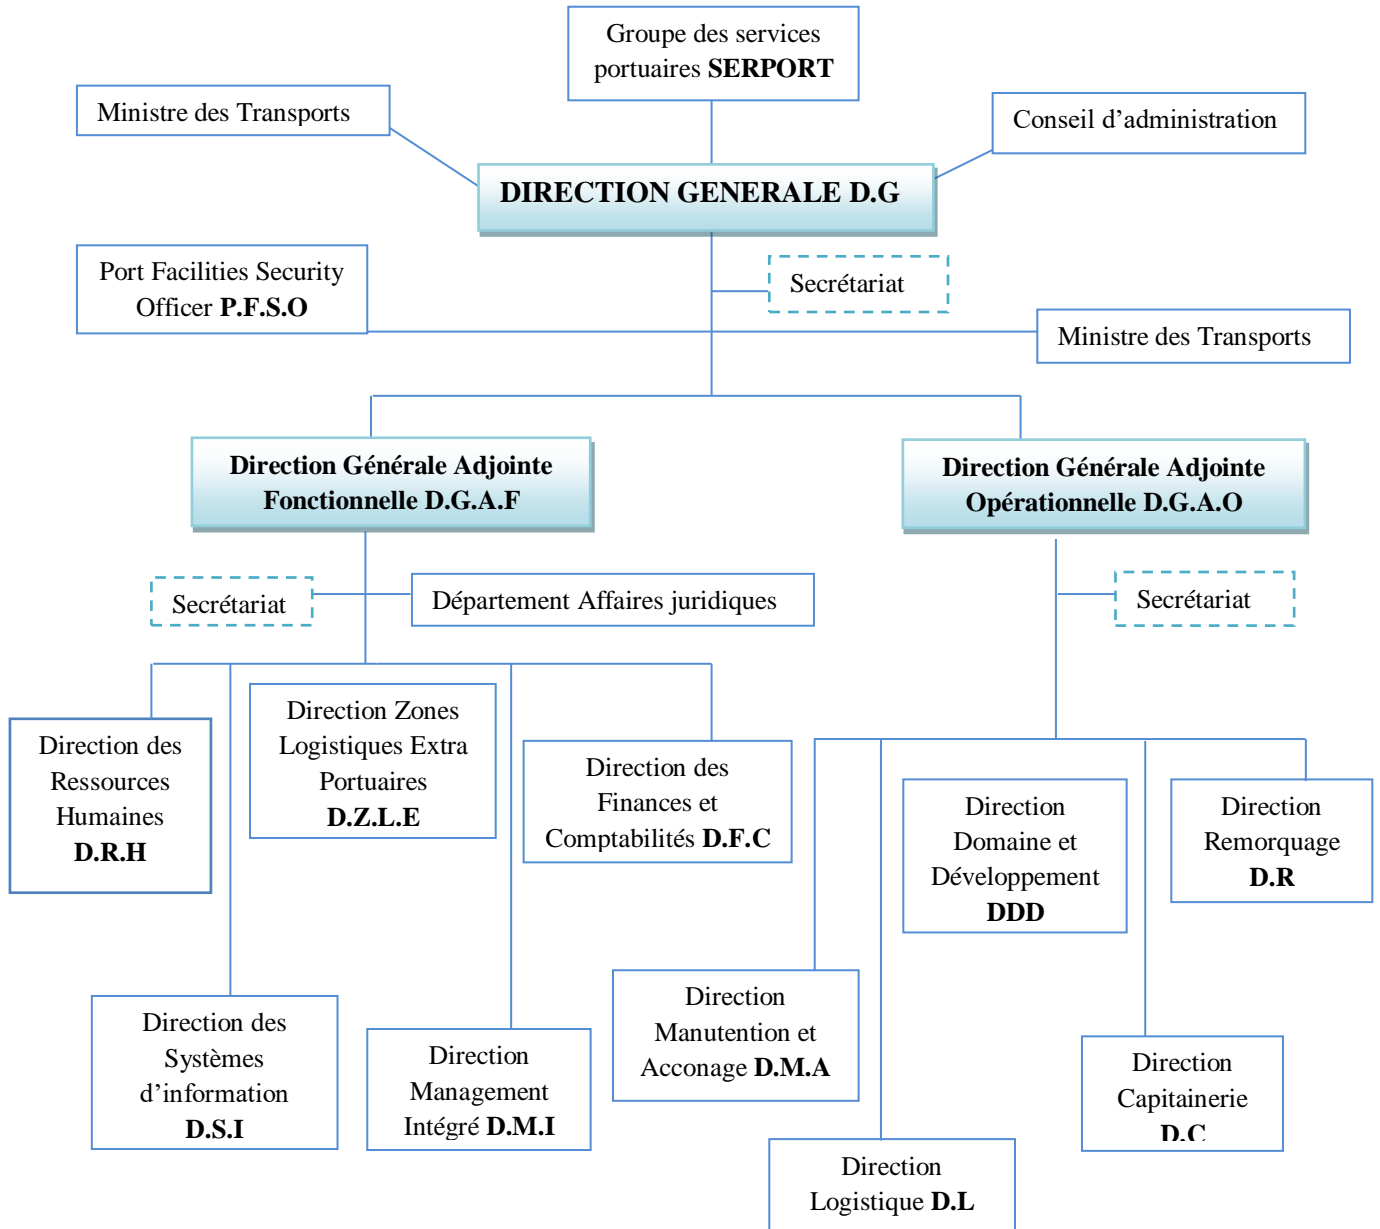 Groupe des services
portuaires SERPORT
Ministre des Transports
Conseil d’administration
DIRECTION GENERALE D.G
Port Facilities Security
Officer P.F.S.O
Secrétariat
Ministre des Transports
Direction Générale Adjointe
Fonctionnelle D.G.A.F
Direction Générale Adjointe
Opérationnelle D.G.A.O
Secrétariat
Département Affaires juridiques
Secrétariat
Direction des
Ressources
Humaines
D.R.H
Direction Zones
Logistiques Extra
Portuaires
D.Z.L.E
Direction des
Finances et
Comptabilités D.F.C
Direction
Domaine et
Développement
DDD
Direction
Remorquage
D.R
Direction des
Systèmes
d’information
D.S.I
Direction
Management
Intégré D.M.I
Direction
Manutention et
Acconage D.M.A
Direction
Capitainerie
D.C
Direction
Logistique D.L